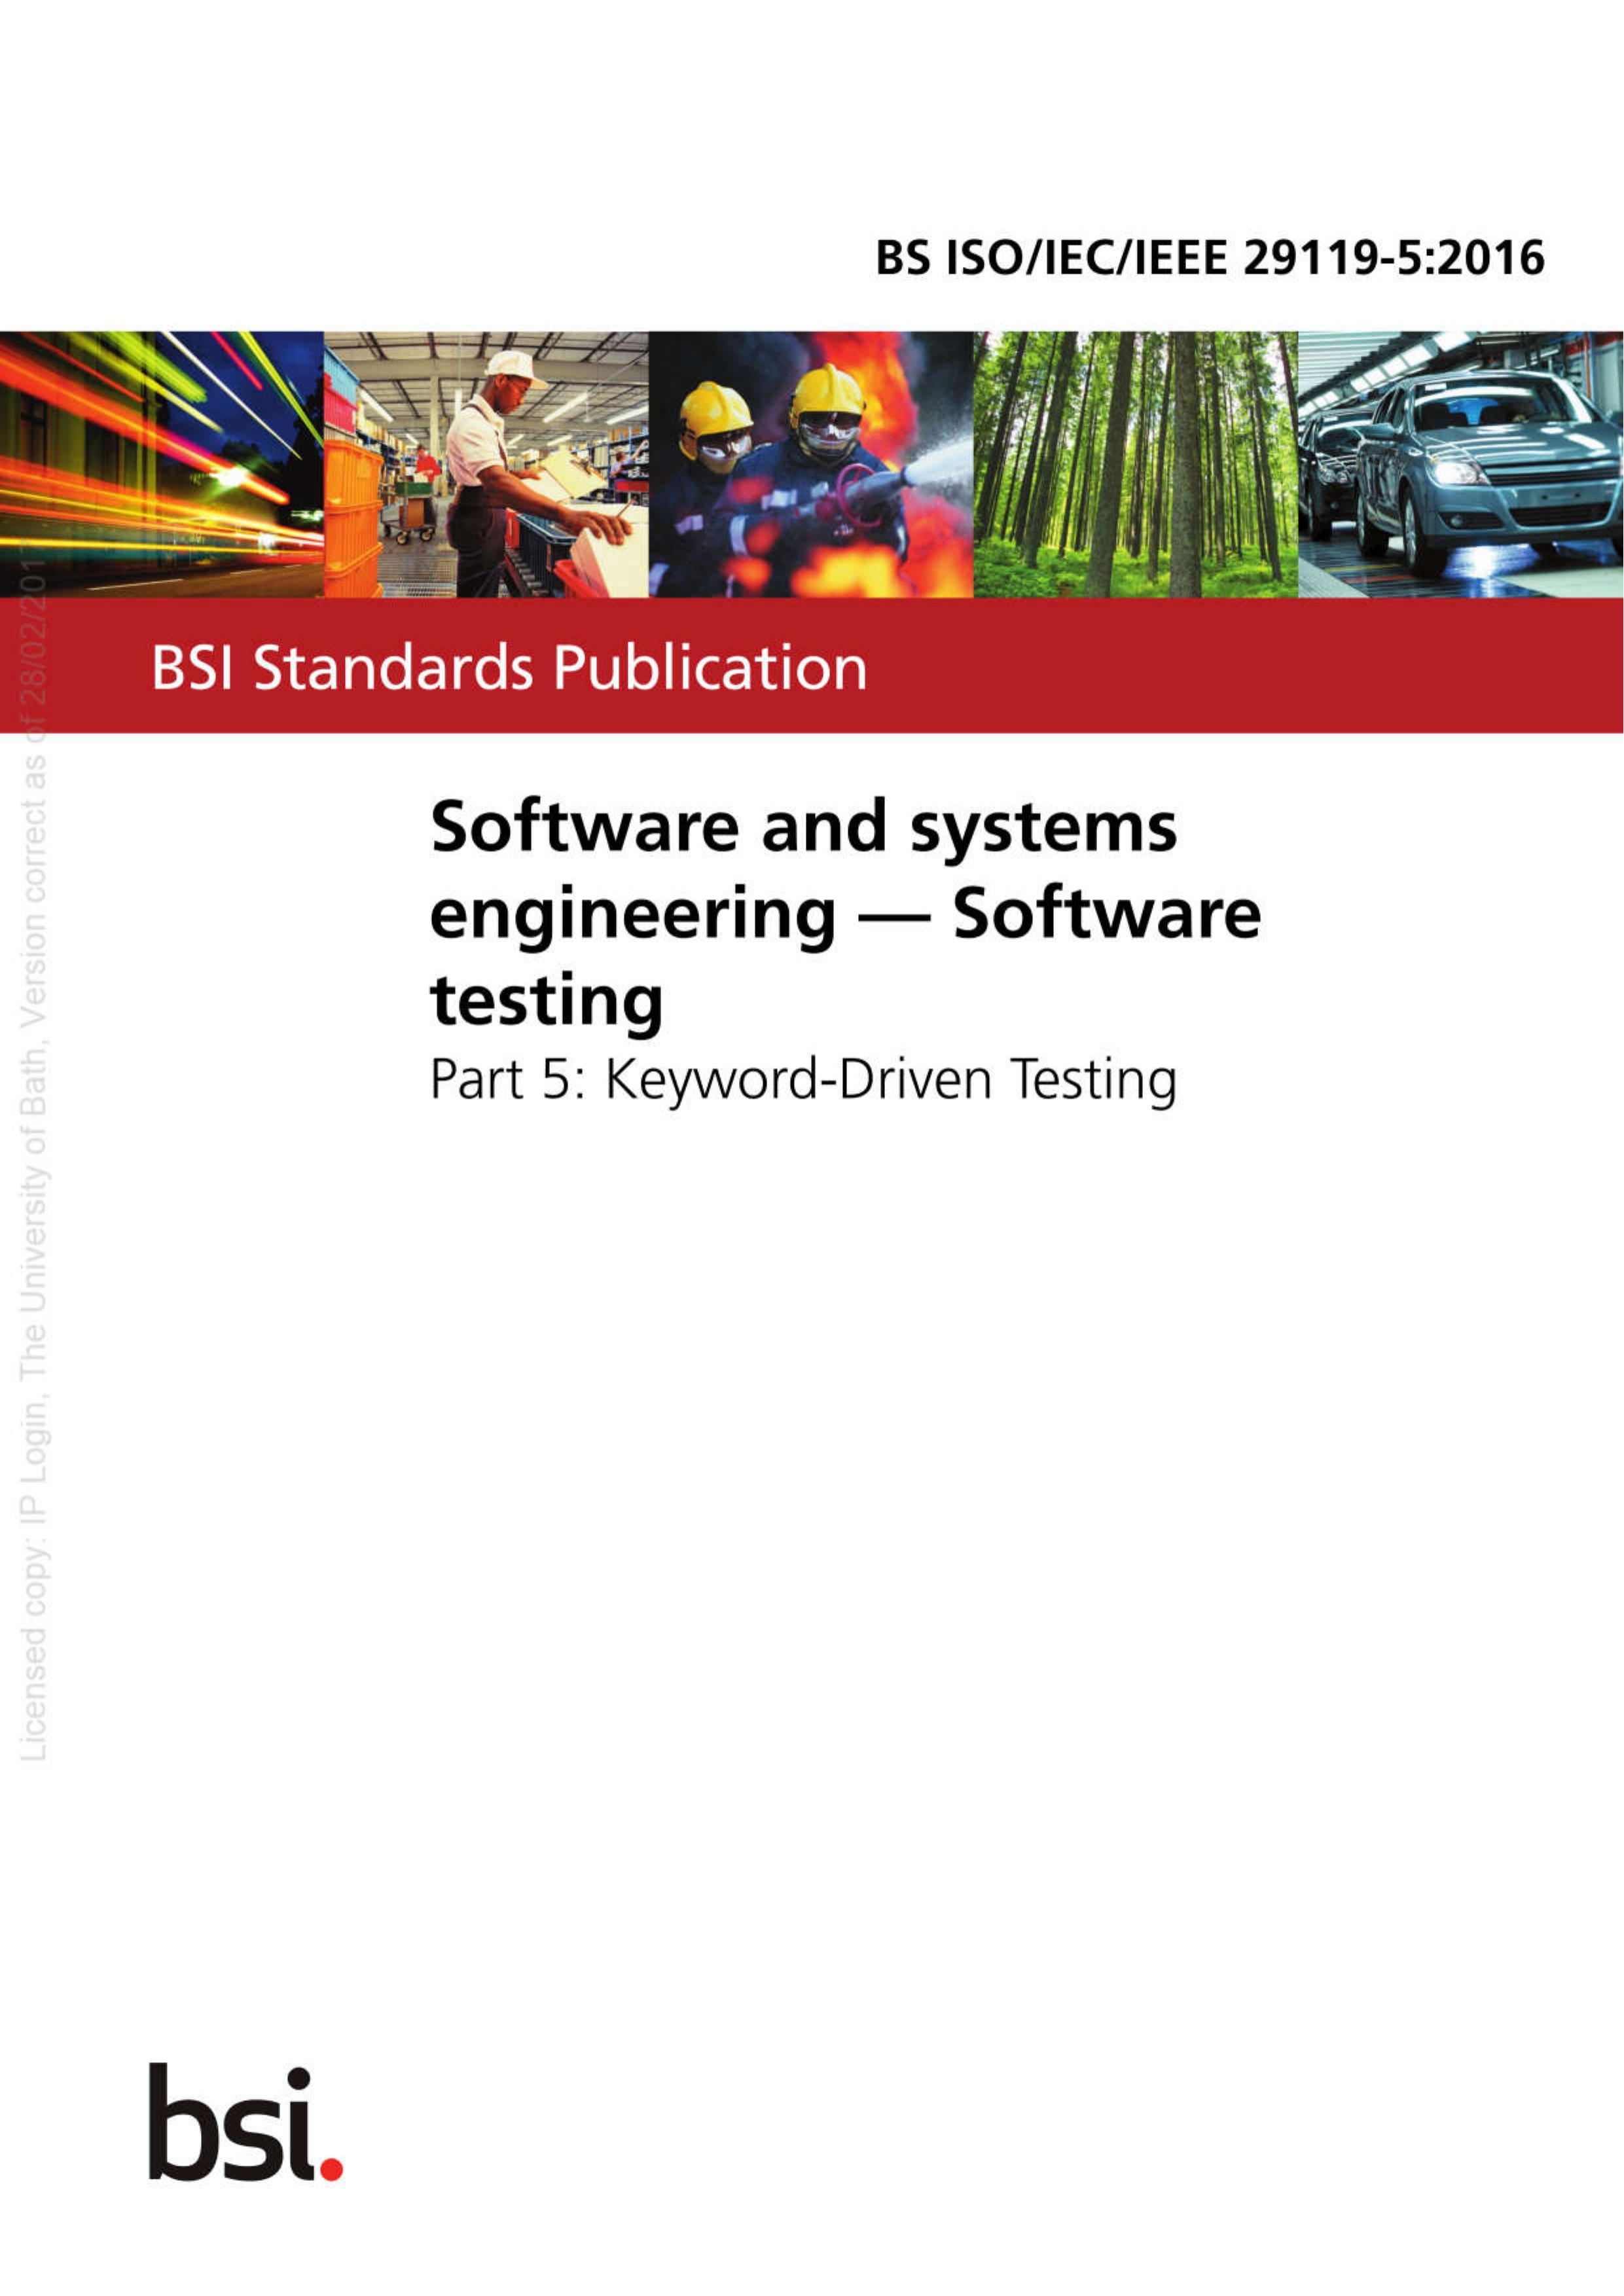 BS ISO/IEC/IEEE 29119-5:2016
BSI Standards Publication
Software and systems
engineering — Software
testing
Part 5: Keyword-Driven Testing
bsi.
Licensed copy: IP Login, The University of Bath, Version correct as of 28/02/201